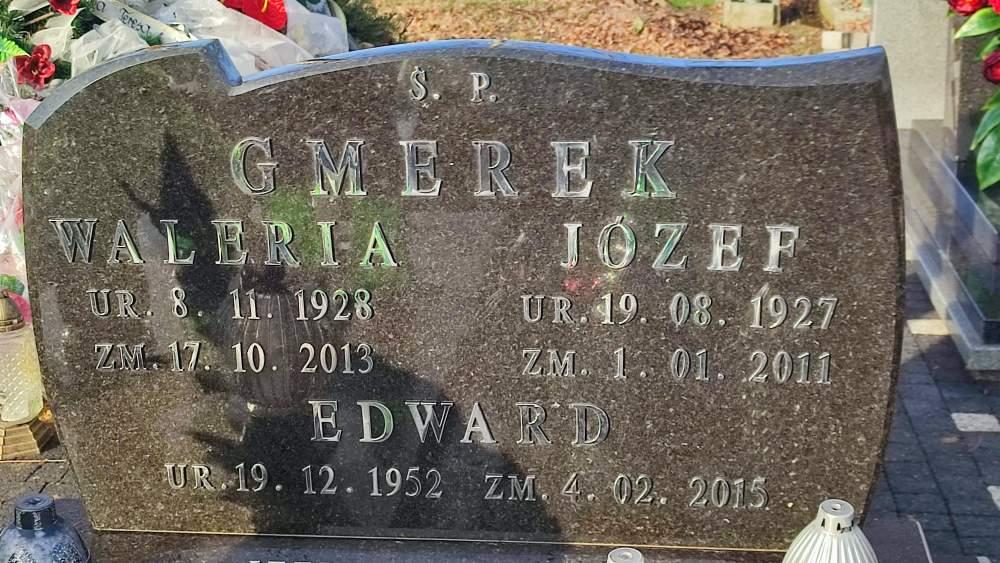 Ś. P.
GMEREK
WALERIA JÓZEF
UR. 8. 11. 1928 UR. 19. 08. 1927
ZM. 17. 10. 2013 ZM. 1. 01. 2011
EDWARD
UR. 19. 12. 1952 ZM. 4. 02. 2015